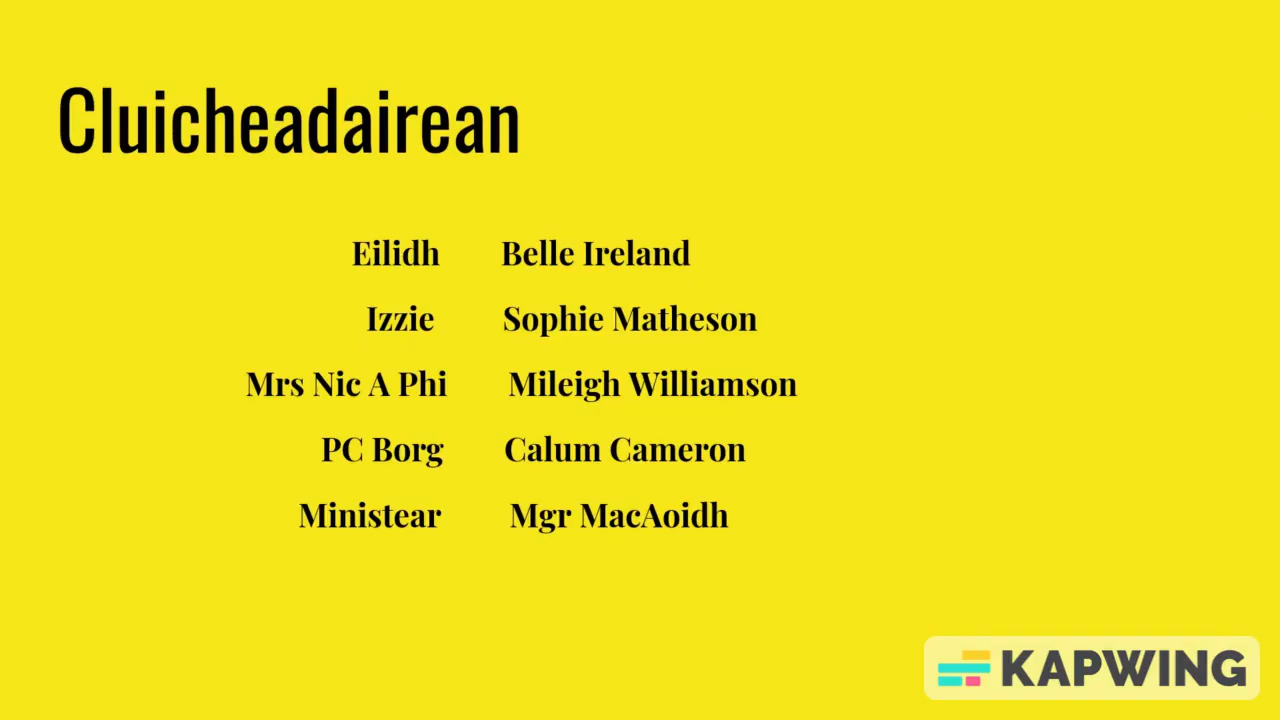 Cluicheadairean
Eilidh Belle Ireland
Izzie Sophie Matheson
Mrs Nic A Phi Mileigh Williamson
PC Borg Calum Cameron
Ministear Mgr MacAoidh
KAPWING